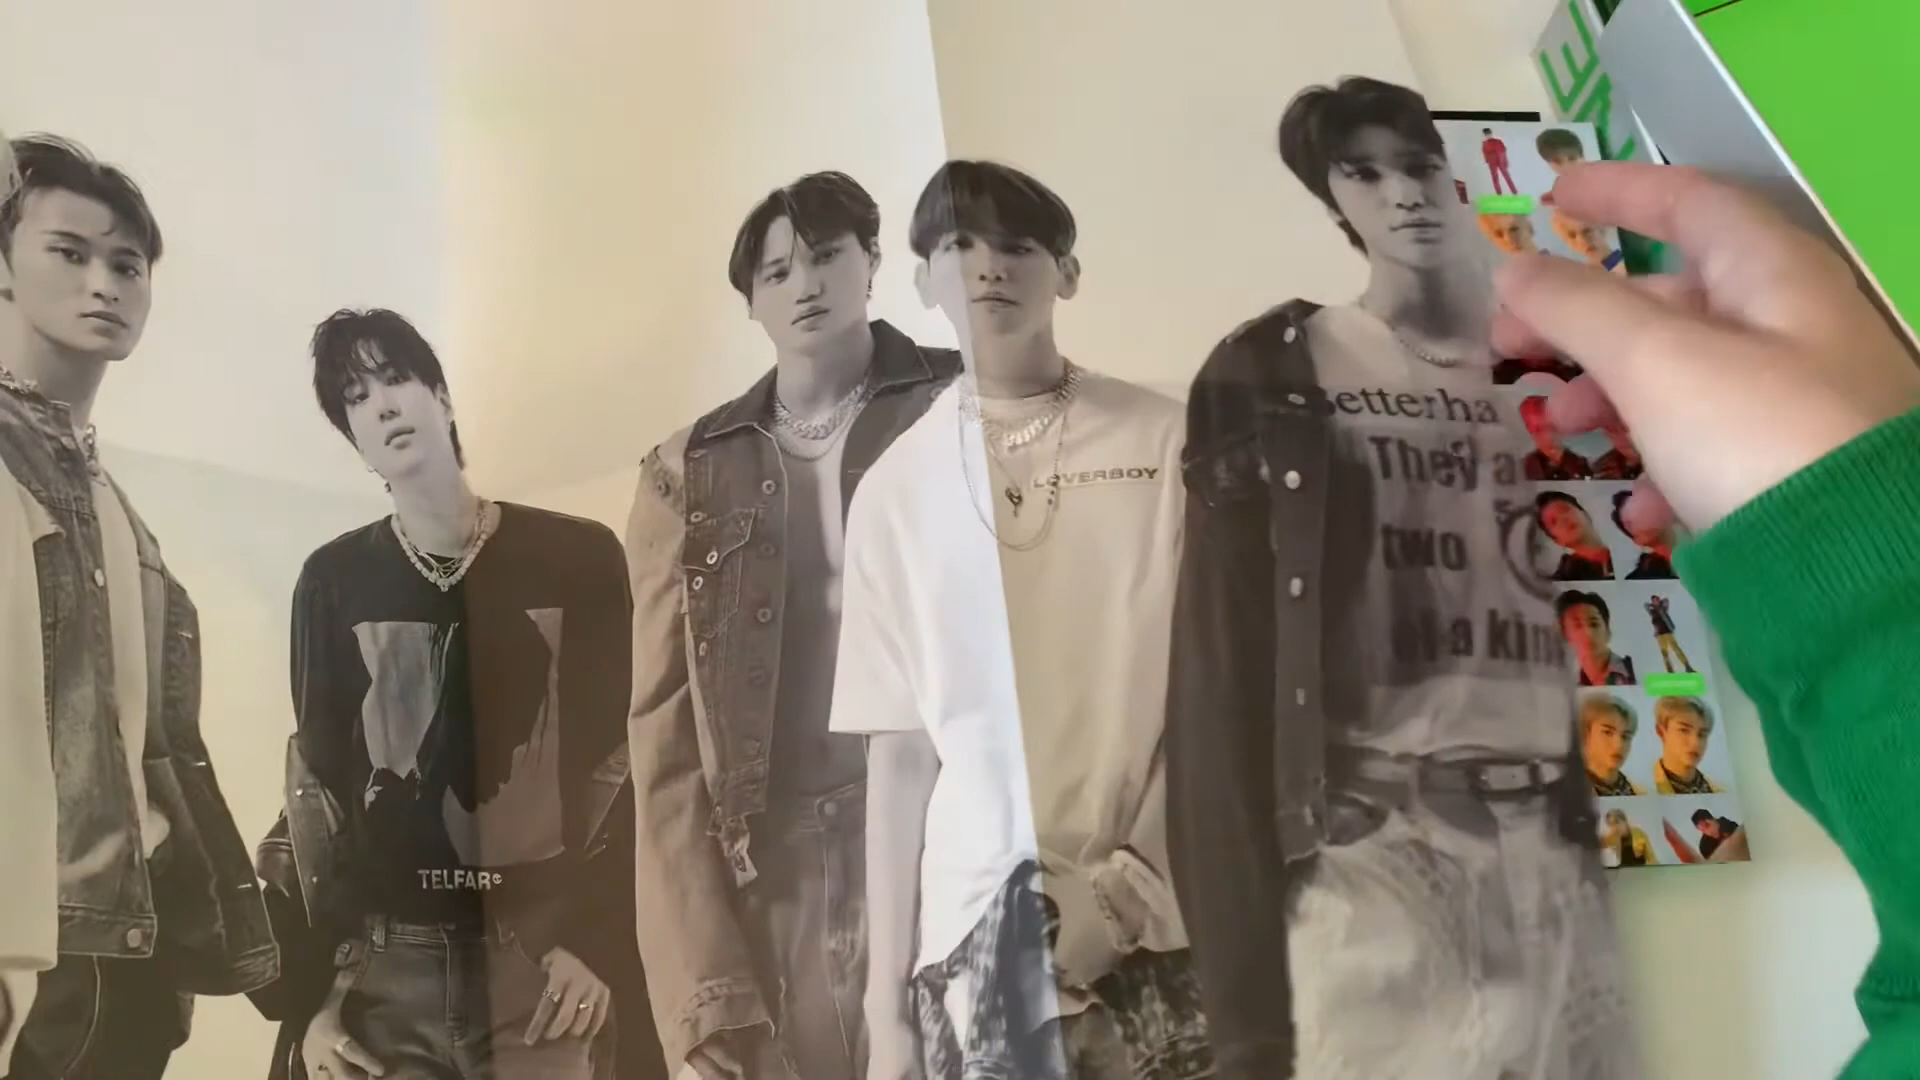 LOVERBOY
etterha
They a
two
a kin
TELFAR